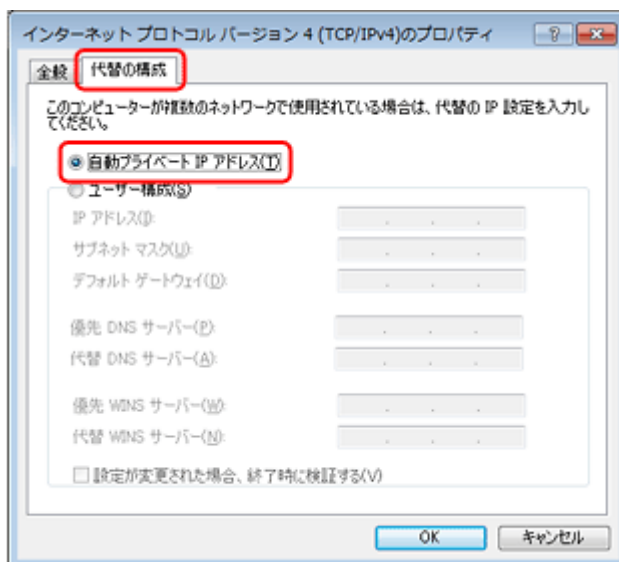 インターネット プロトコル バージョン 4 (TCP/IPv4)のプロパティ
全般
代替の構成
このコンピューターが複数のネットワークで使用されている場合は、代替の IP 設定を入力し
てください。
自動プライベート IP アドレス(T)
ユーザー構成(S)
IP アドレス(I):
サブネット マスク(U):
デフォルト ゲートウェイ(D):
優先 DNS サーバー(P):
代替 DNS サーバー(A):
優先 WINS サーバー(W):
代替 WINS サーバー(N):
設定が変更された場合、終了時に検証する(V)
OK
キャンセル